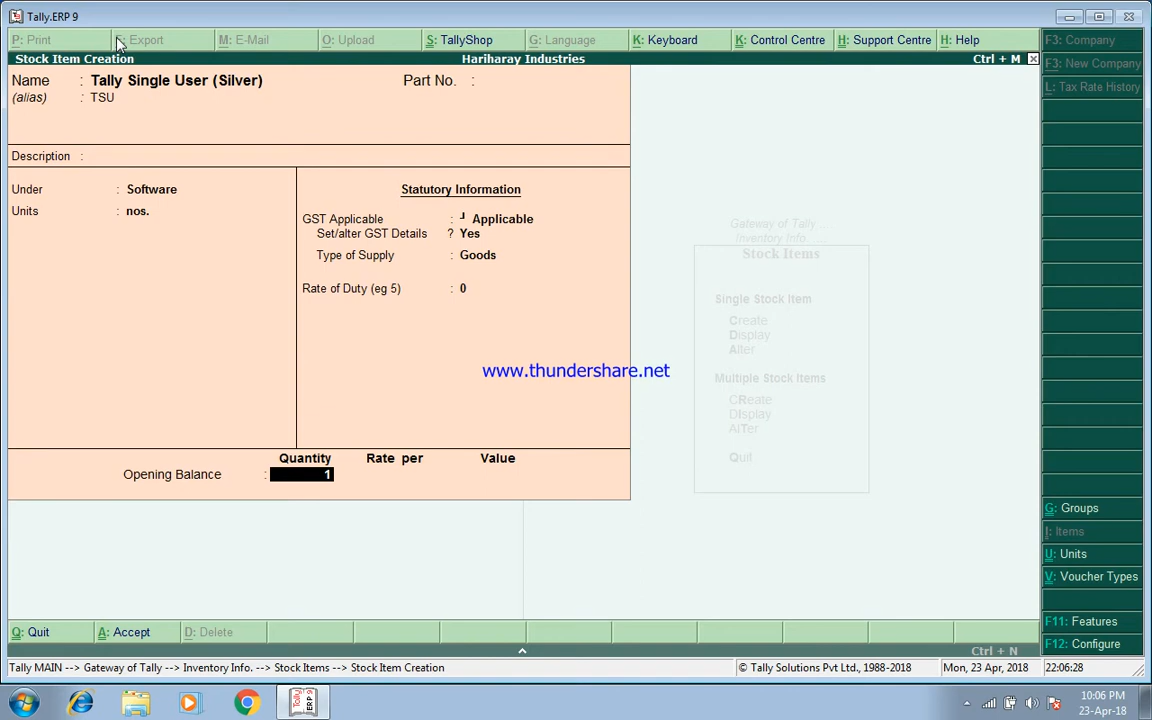 Tally.ERP 9
P: Print Export M: E-Mail O: Upload S: TallyShop G: Language K: Keyboard K: Control Centre H: Support Centre H: Help F3: Company
Stock Item Creation Hariharay Industries Ctrl + M F3: New Company
Name : Tally Single User (Silver) Part No. : L: Tax Rate History
(alias) : TSU
Description :
Under : Software Statutory Information
Units : nos.
GST Applicable : ┘ Applicable
Set/alter GST Details ? Yes
Type of Supply : Goods
Rate of Duty (eg 5) : 0
Gateway of Tally ...
Inventory Info. ...
Stock Items
Single Stock Item
Create
Display
Alter
Multiple Stock Items
CReate
DIsplay
AlTer
Quit
www.thundershare.net
Quantity Rate per Value
Opening Balance : 1
G: Groups
I: Items
U: Units
V: Voucher Types
F11: Features
F12: Configure
Q: Quit A: Accept D: Delete
Ctrl + N
Tally MAIN --> Gateway of Tally --> Inventory Info. --> Stock Items --> Stock Item Creation © Tally Solutions Pvt Ltd., 1988-2018 Mon, 23 Apr, 2018 22:06:28
Tally ERP 9
10:06 PM
23-Apr-18